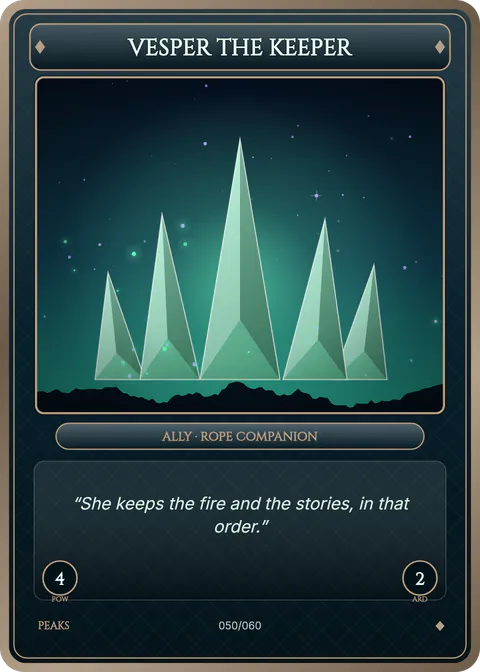 VESPER THE KEEPER
ALLY · ROPE COMPANION
“She keeps the fire and the stories, in that
order.”
4
POW
2
ARD
PEAKS
050/060